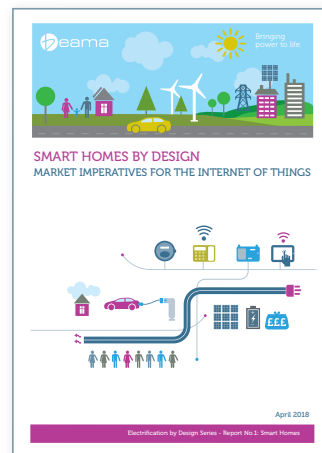 beama
Bringing
power to life
SMART HOMES BY DESIGN
MARKET IMPERATIVES FOR THE INTERNET OF THINGS
£££
April 2018
Electrification by Design Series - Report No.1: Smart Homes